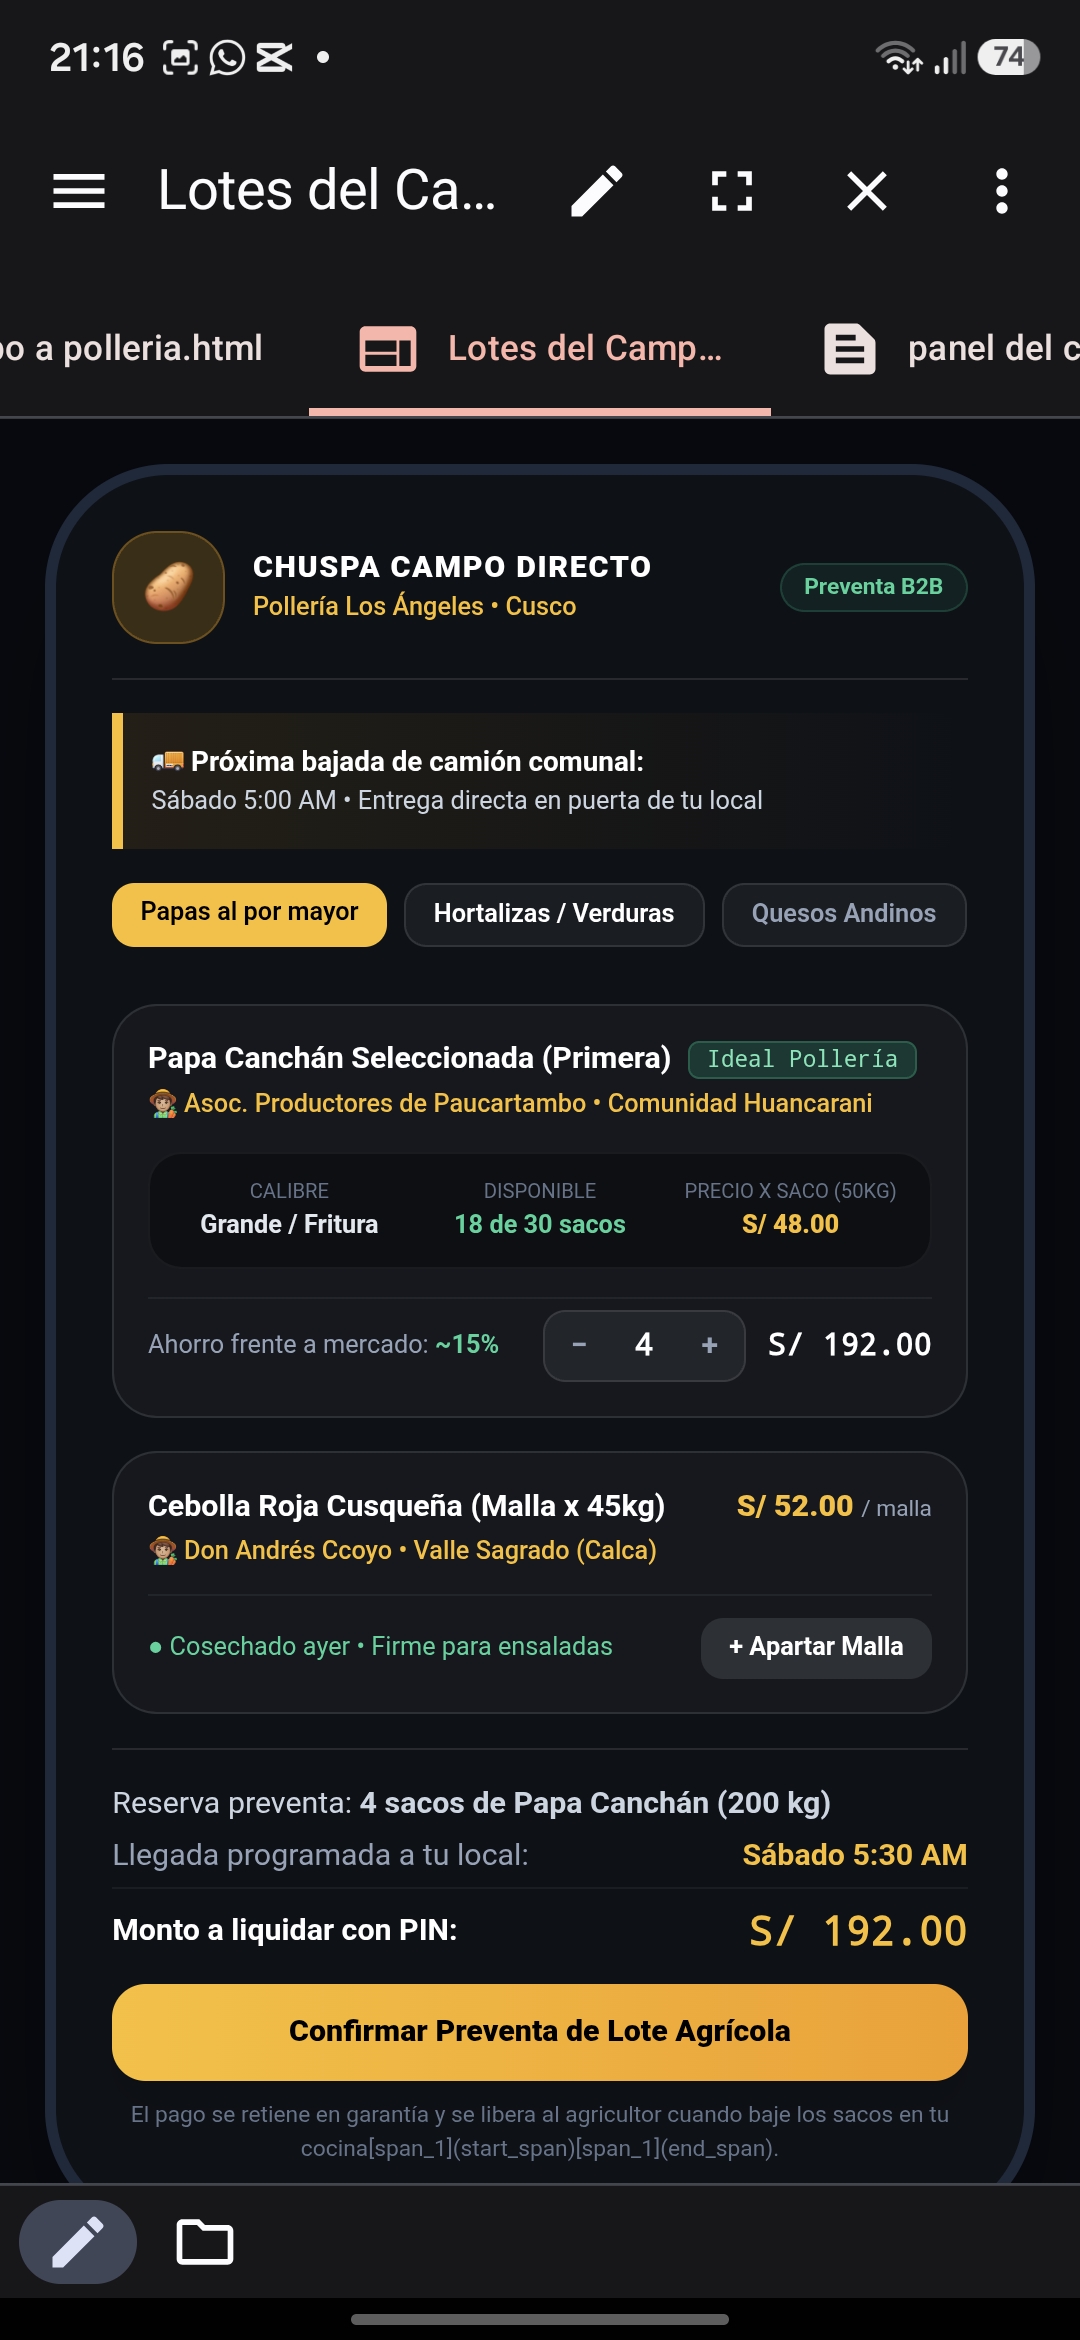 21:16
74
Lotes del Ca...
oo a polleria.html
Lotes del Camp...
panel del c
CHUSPA CAMPO DIRECTO
Pollería Los Ángeles • Cusco
Preventa B2B
🚚 Próxima bajada de camión comunal:
Sábado 5:00 AM • Entrega directa en puerta de tu local
Papas al por mayor
Hortalizas / Verduras
Quesos Andinos
Papa Canchán Seleccionada (Primera)
Ideal Pollería
Asoc. Productores de Paucartambo • Comunidad Huancarani
CALIBRE
DISPONIBLE
PRECIO X SACO (50KG)
Grande / Fritura
18 de 30 sacos
S/ 48.00
Ahorro frente a mercado: ~15%
− 4 +
S/ 192.00
Cebolla Roja Cusqueña (Malla x 45kg)
S/ 52.00 / malla
Don Andrés Ccoyo • Valle Sagrado (Calca)
● Cosechado ayer • Firme para ensaladas
+ Apartar Malla
Reserva preventa: 4 sacos de Papa Canchán (200 kg)
Llegada programada a tu local:
Sábado 5:30 AM
Monto a liquidar con PIN:
S/ 192.00
Confirmar Preventa de Lote Agrícola
El pago se retiene en garantía y se libera al agricultor cuando baje los sacos en tu
cocina[span_1](start_span)[span_1](end_span).